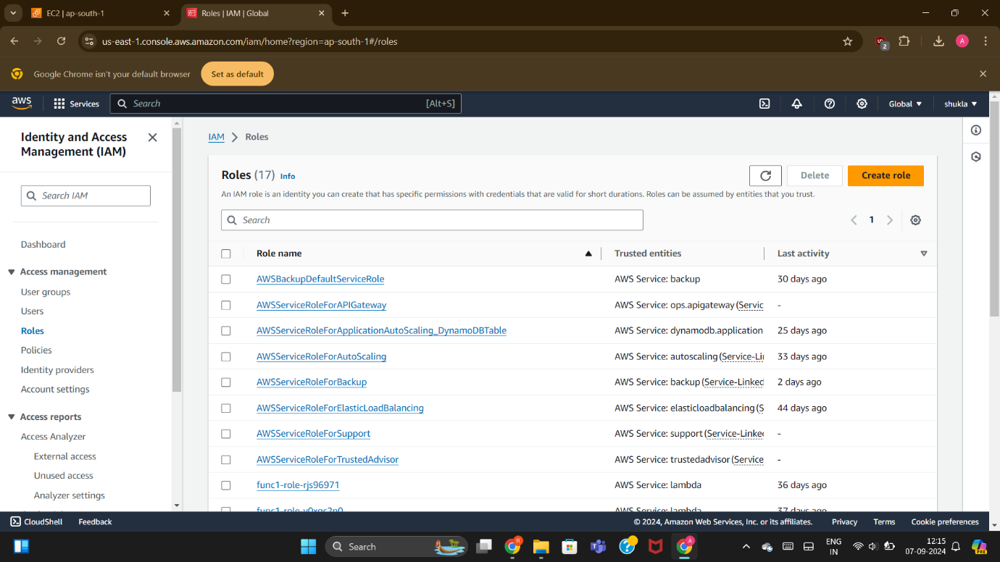 EC2 | ap-south-1
Roles | IAM | Global
us-east-1.console.aws.amazon.com/iam/home?region=ap-south-1#/roles
2
A
Google Chrome isn't your default browser
Set as default
aws
Services
Search
[Alt+S]
Global
shukla
Identity and Access
Management (IAM)
Search IAM
Dashboard
Access management
User groups
Users
Roles
Policies
Identity providers
Account settings
Access reports
Access Analyzer
External access
Unused access
Analyzer settings
IAM
Roles
Roles (17) Info
Delete
Create role
An IAM role is an identity you can create that has specific permissions with credentials that are valid for short durations. Roles can be assumed by entities that you trust.
Search
1
Role name Trusted entities Last activity
AWSBackupDefaultServiceRole AWS Service: backup 30 days ago
AWSServiceRoleForAPIGateway AWS Service: ops.apigateway (Servic -
AWSServiceRoleForApplicationAutoScaling_DynamoDBTable AWS Service: dynamodb.application 25 days ago
AWSServiceRoleForAutoScaling AWS Service: autoscaling (Service-Li 33 days ago
AWSServiceRoleForBackup AWS Service: backup (Service-Linked 2 days ago
AWSServiceRoleForElasticLoadBalancing AWS Service: elasticloadbalancing (S 44 days ago
AWSServiceRoleForSupport AWS Service: support (Service-Linke -
AWSServiceRoleForTrustedAdvisor AWS Service: trustedadvisor (Service -
func1-role-rjs96971 AWS Service: lambda 36 days ago
AWS Service: lambda 37 days ago
CloudShell Feedback
© 2024, Amazon Web Services, Inc. or its affiliates. Privacy Terms Cookie preferences
Search
R
A
ENG
IN
12:15
07-09-2024
PRE